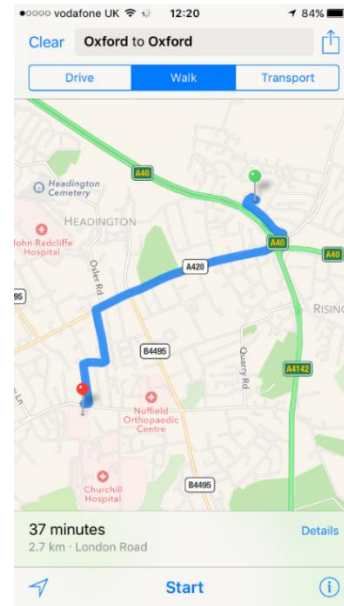 vodafone UK 12:20 84%
Clear Oxford to Oxford
Drive Walk Transport
A40
Headington
Cemetery
HEADINGTON
John Radcliffe
Hospital
Osler Rd
A420
A40
A40
95
RISING
B4495
Quarry Rd
A4142
Nuffield
Orthopaedic
Centre
Churchill
Hospital
B4495
37 minutes Details
2.7 km · London Road
Start